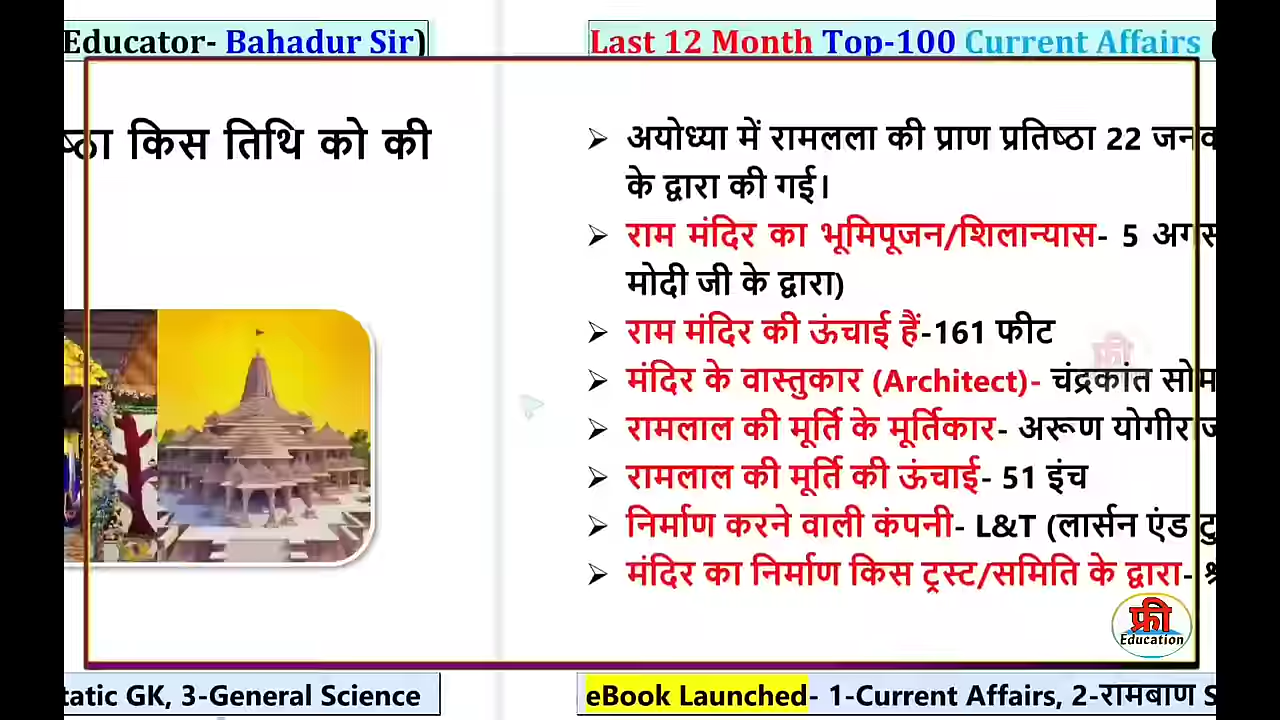 Educator- Bahadur Sir)
ष्ठा किस तिथि को की
tatic GK, 3-General Science
Last 12 Month Top-100 Current Affairs (
➢ अयोध्या में रामलला की प्राण प्रतिष्ठा 22 जनव
के द्वारा की गई।
➢ राम मंदिर का भूमिपूजन/शिलान्यास- 5 अगस
मोदी जी के द्वारा)
➢ राम मंदिर की ऊंचाई हैं-161 फीट
➢ मंदिर के वास्तुकार (Architect)- चंद्रकांत सोम
➢ रामलाल की मूर्ति के मूर्तिकार- अरूण योगीर ज
➢ रामलाल की मूर्ति की ऊंचाई- 51 इंच
➢ निर्माण करने वाली कंपनी- L&T (लार्सन एंड टु
➢ मंदिर का निर्माण किस ट्रस्ट/समिति के द्वारा- श्र
फ्री
फ्री
Education
eBook Launched- 1-Current Affairs, 2-रामबाण S